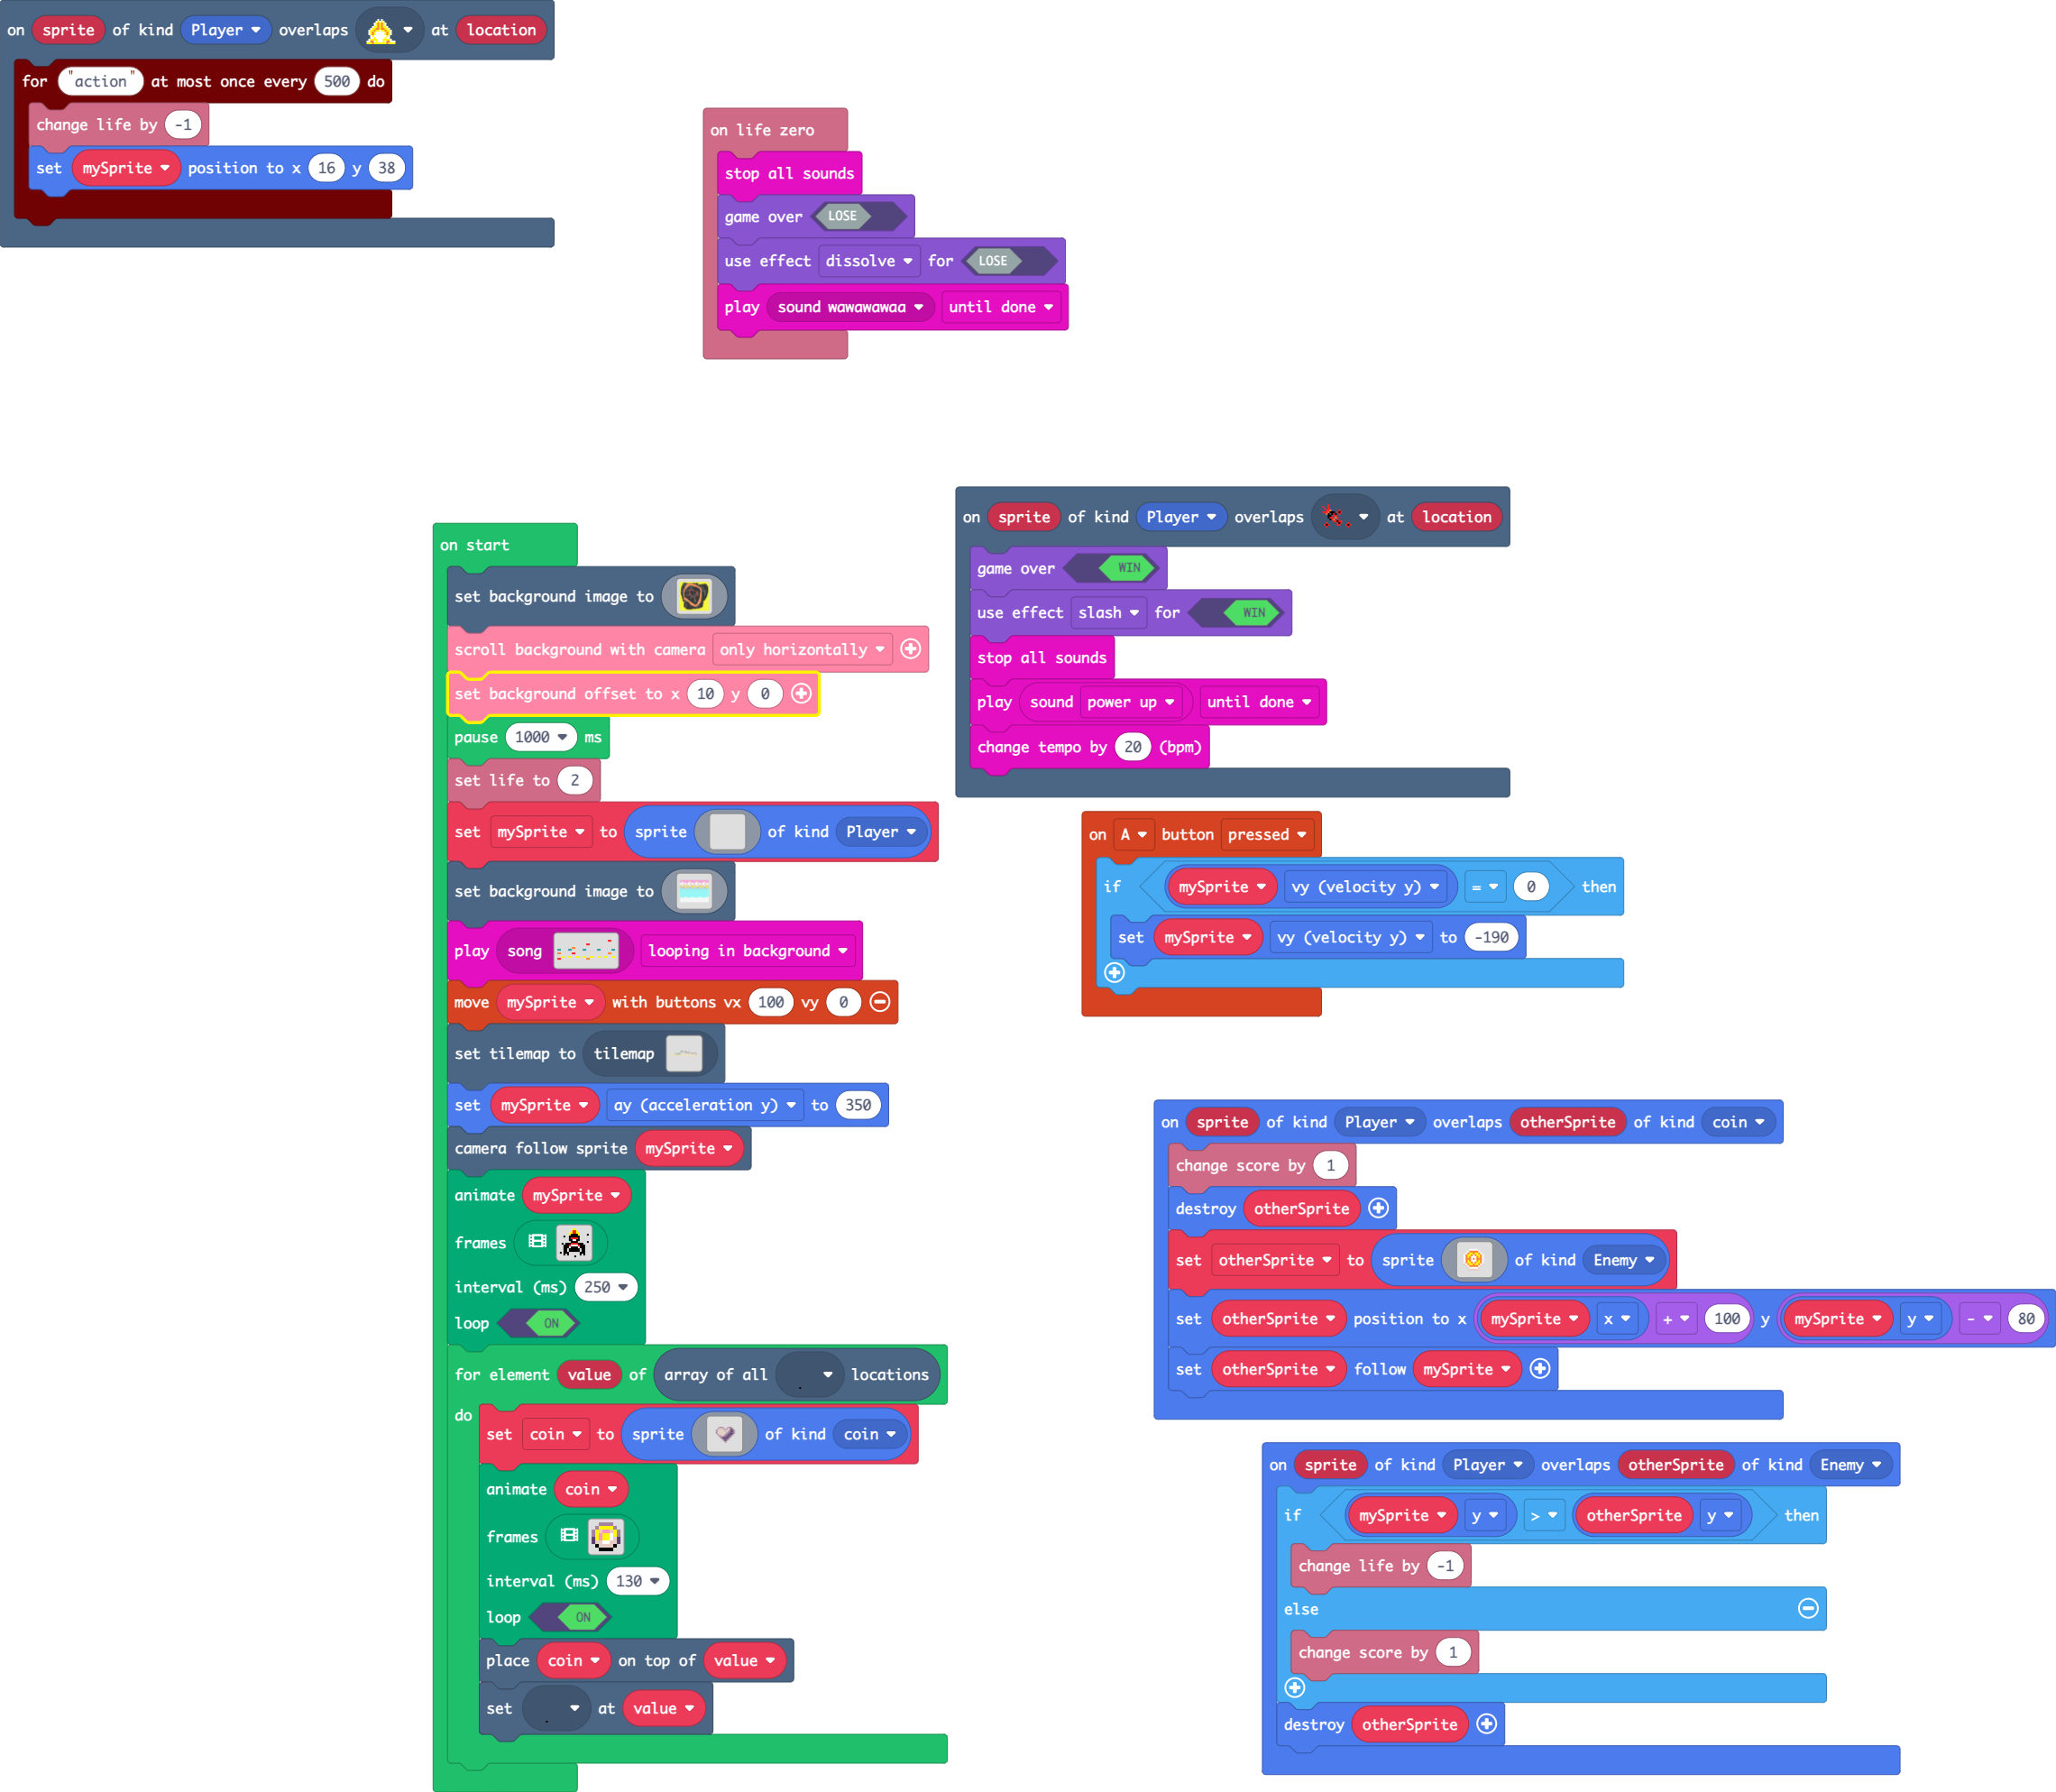 on sprite of kind Player overlaps at location
for "action" at most once every 500 do
change life by -1
set mySprite position to x 16 y 38
on life zero
stop all sounds
game over LOSE
use effect dissolve for LOSE
play sound wawawawaa until done
on start
set background image to
scroll background with camera only horizontally
set background offset to x 10 y 0
pause 1000 ms
set life to 2
set mySprite to sprite of kind Player
set background image to
play song looping in background
move mySprite with buttons vx 100 vy 0
set tilemap to tilemap
set mySprite ay (acceleration y) to 350
camera follow sprite mySprite
animate mySprite
frames
interval (ms) 250
loop ON
for element value of array of all locations
do
set coin to sprite of kind coin
animate coin
frames
interval (ms) 130
loop ON
place coin on top of value
set at value
on sprite of kind Player overlaps at location
game over WIN
use effect slash for WIN
stop all sounds
play sound power up until done
change tempo by 20 (bpm)
on A button pressed
if mySprite vy (velocity y) = 0 then
set mySprite vy (velocity y) to -190
on sprite of kind Player overlaps otherSprite of kind coin
change score by 1
destroy otherSprite
set otherSprite to sprite of kind Enemy
set otherSprite position to x mySprite x + 100 y mySprite y - 80
set otherSprite follow mySprite
on sprite of kind Player overlaps otherSprite of kind Enemy
if mySprite y > otherSprite y then
change life by -1
else
change score by 1
destroy otherSprite